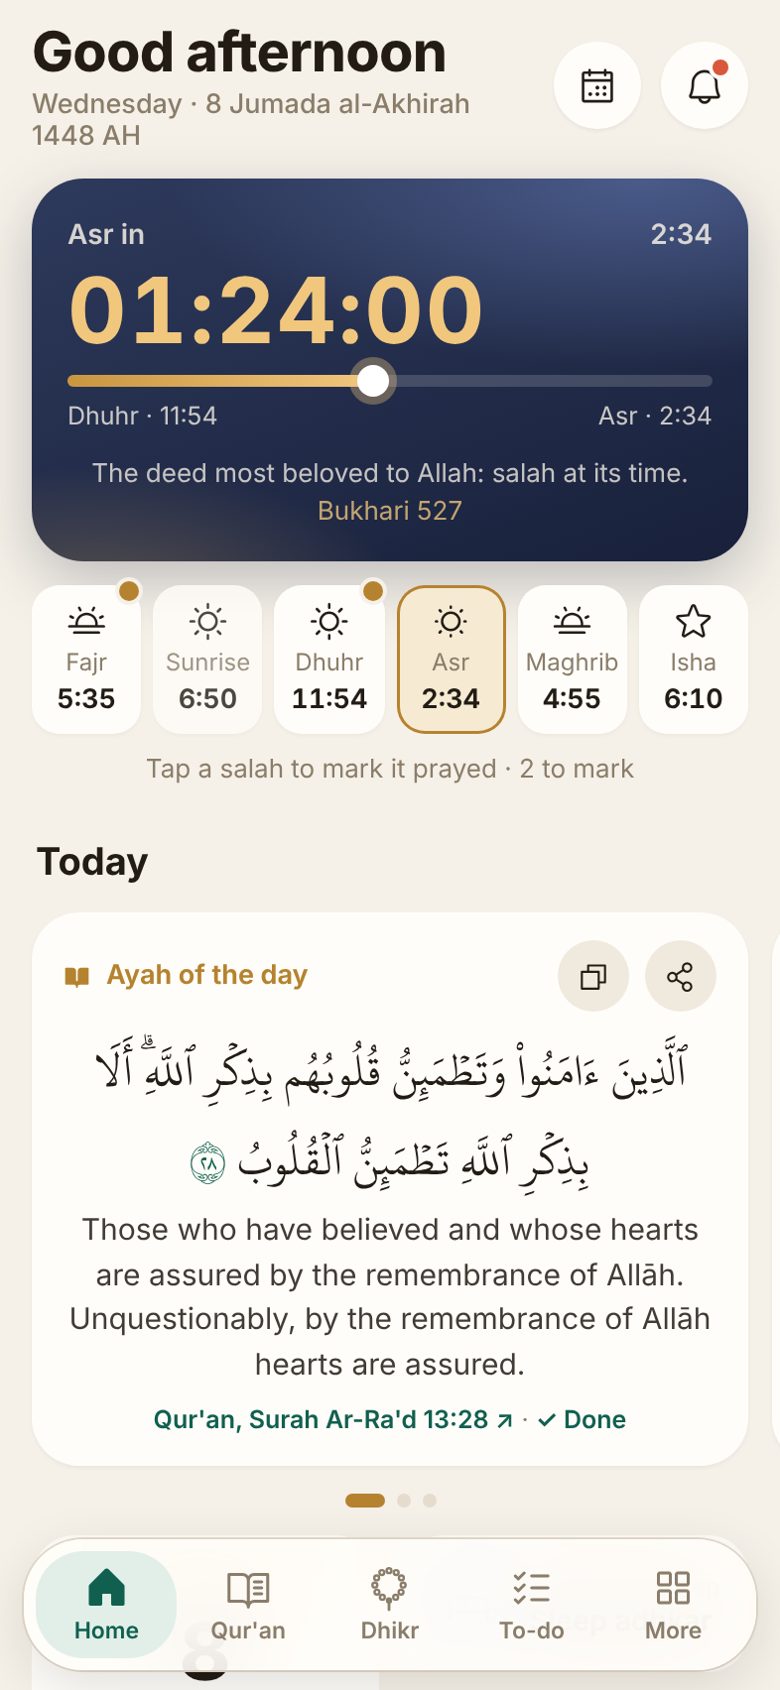 Good afternoon
Wednesday · 8 Jumada al-Akhirah
1448 AH
Asr in
2:34
01:24:00
Dhuhr · 11:54
Asr · 2:34
The deed most beloved to Allah: salah at its time.
Bukhari 527
Fajr
5:35
Sunrise
6:50
Dhuhr
11:54
Asr
2:34
Maghrib
4:55
Isha
6:10
Tap a salah to mark it prayed · 2 to mark
Today
Ayah of the day
ٱلَّذِينَ ءَامَنُوا۟ وَتَطْمَئِنُّ قُلُوبُهُم بِذِكْرِ ٱللَّهِ ۗ أَلَا
بِذِكْرِ ٱللَّهِ تَطْمَئِنُّ ٱلْقُلُوبُ ٢٨
Those who have believed and whose hearts
are assured by the remembrance of Allāh.
Unquestionably, by the remembrance of Allāh
hearts are assured.
Qur'an, Surah Ar-Ra'd 13:28 ↗ · ✓ Done
8
Home
Qur'an
Dhikr
To-do
More